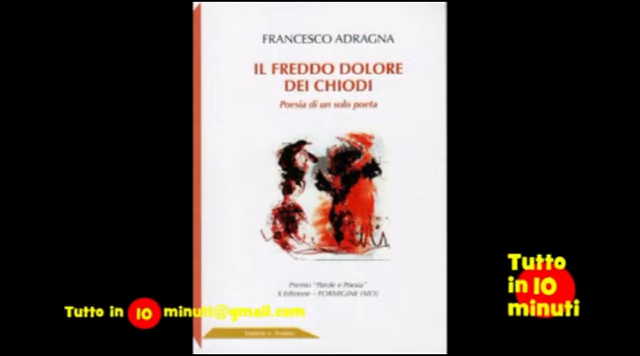 FRANCESCO ADRAGNA
IL FREDDO DOLORE
DEI CHIODI
Poesia di un solo poeta
Premio "Parole e Poesia"
X Edizione - FORMIGINE (MO)
Tutto in 10 minuti@gmail.com
Tutto
in 10
minuti